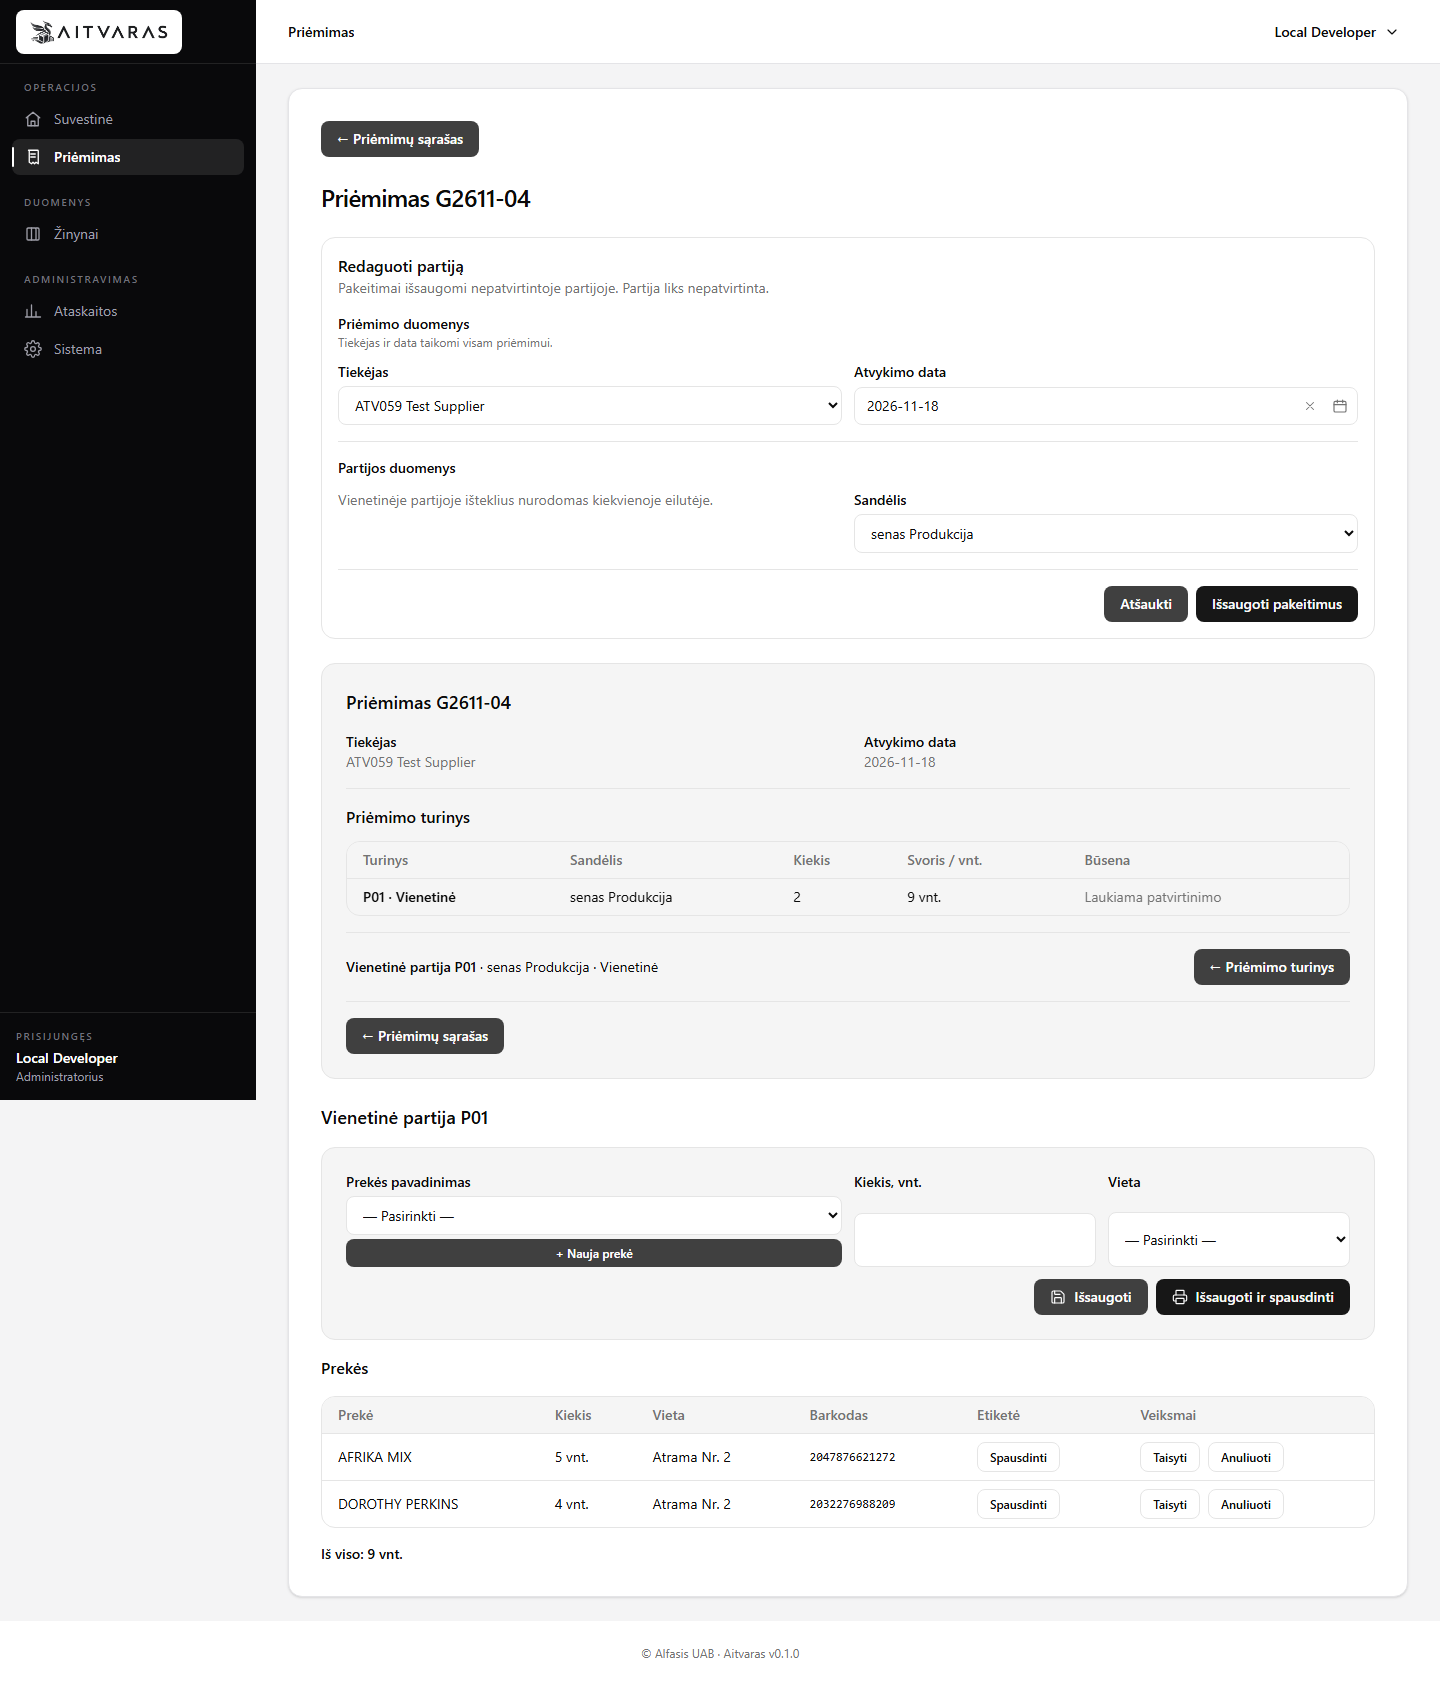 AITVARAS
OPERACIJOS
Suvestinė
Priėmimas
DUOMENYS
Žinynai
ADMINISTRAVIMAS
Ataskaitos
Sistema
PRISIJUNGĘS
Local Developer
Administratorius
Priėmimas
Local Developer
← Priėmimų sąrašas
Priėmimas G2611-04
Redaguoti partiją
Pakeitimai išsaugomi nepatvirtintoje partijoje. Partija liks nepatvirtinta.
Priėmimo duomenys
Tiekėjas ir data taikomi visam priėmimui.
Tiekėjas Atvykimo data
ATV059 Test Supplier 2026-11-18
Partijos duomenys
Vienetinėje partijoje išteklius nurodomas kiekvienoje eilutėje. Sandėlis
senas Produkcija
Atšaukti Išsaugoti pakeitimus
Priėmimas G2611-04
Tiekėjas Atvykimo data
ATV059 Test Supplier 2026-11-18
Priėmimo turinys
Turinys Sandėlis Kiekis Svoris / vnt. Būsena
P01 · Vienetinė senas Produkcija 2 9 vnt. Laukiama patvirtinimo
Vienetinė partija P01 · senas Produkcija · Vienetinė ← Priėmimo turinys
← Priėmimų sąrašas
Vienetinė partija P01
Prekės pavadinimas Kiekis, vnt. Vieta
— Pasirinkti — — Pasirinkti —
+ Nauja prekė
Išsaugoti Išsaugoti ir spausdinti
Prekės
Prekė Kiekis Vieta Barkodas Etiketė Veiksmai
AFRIKA MIX 5 vnt. Atrama Nr. 2 2047876621272 Spausdinti Taisyti Anuliuoti
DOROTHY PERKINS 4 vnt. Atrama Nr. 2 2032276988209 Spausdinti Taisyti Anuliuoti
Iš viso: 9 vnt.
© Alfasis UAB · Aitvaras v0.1.0